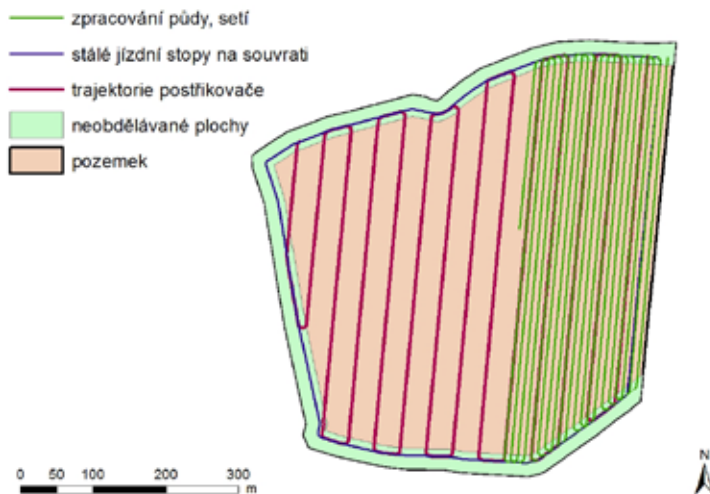 zpracování půdy, setí
stálé jízdní stopy na souvrati
trajektorie postřikovače
neobdělávané plochy
pozemek
0 50 100 200 300
m
N